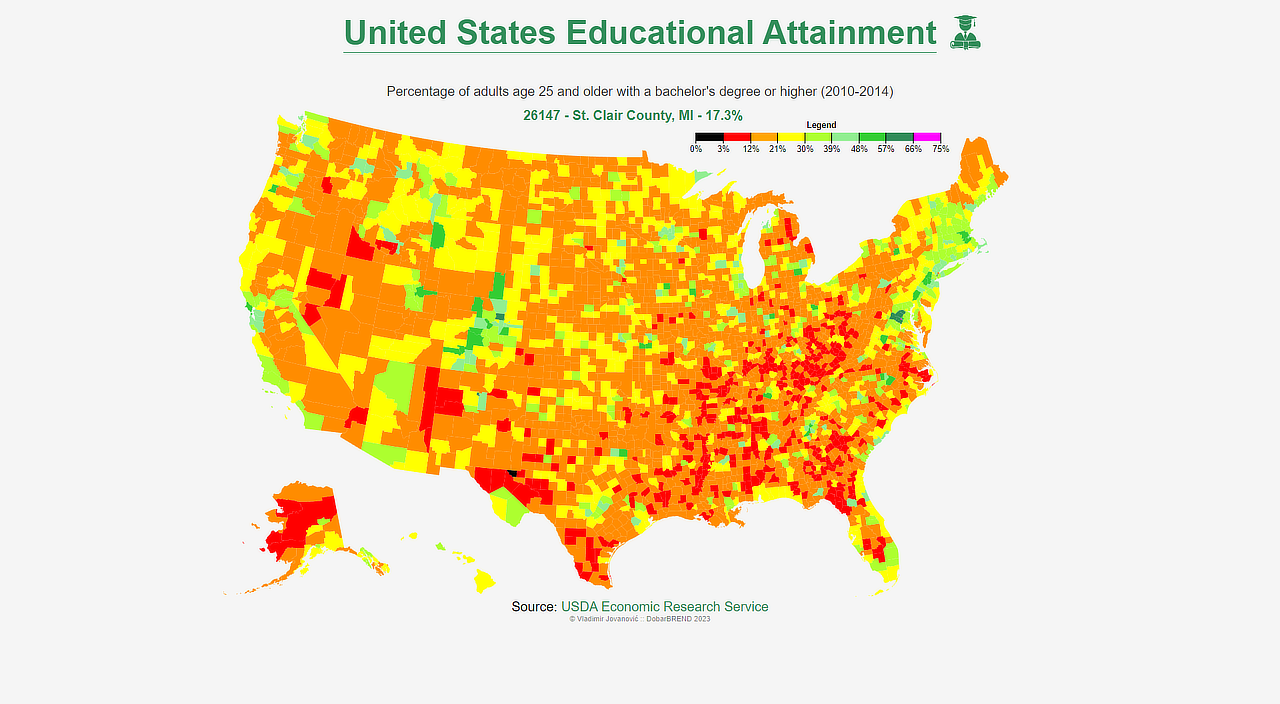 United States Educational Attainment
Percentage of adults age 25 and older with a bachelor's degree or higher (2010-2014)
26147 - St. Clair County, MI - 17.3%
Legend
0% 3% 12% 21% 30% 39% 48% 57% 66% 75%
Source: USDA Economic Research Service
© Vladimir Jovanović :: DobarBREND 2023